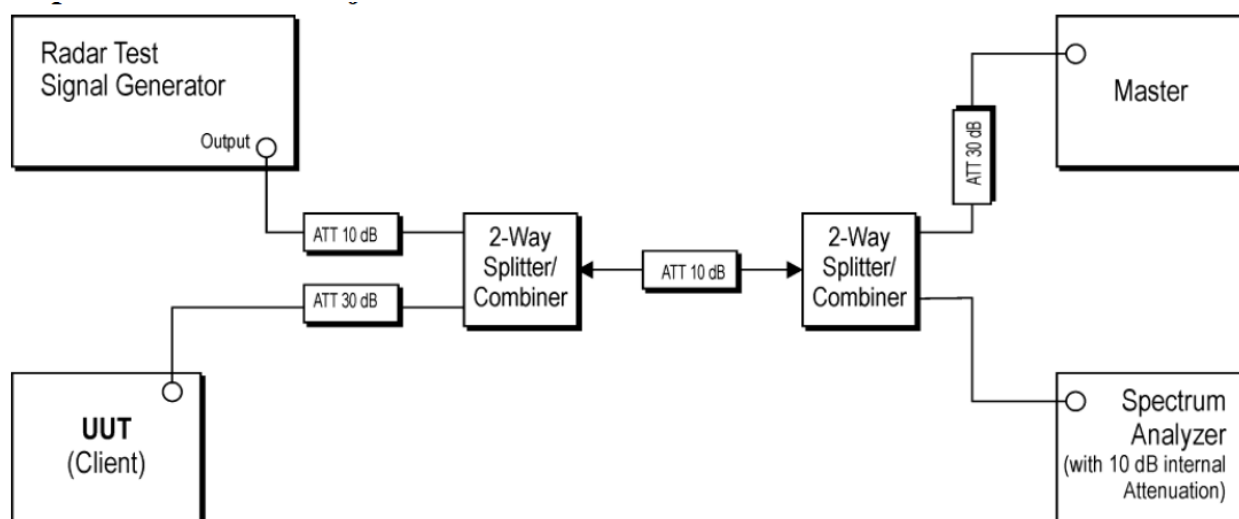 Radar Test
Signal Generator
Output
ATT 10 dB
ATT 30 dB
2-Way
Splitter/
Combiner
ATT 10 dB
2-Way
Splitter/
Combiner
ATT 30 dB
Master
UUT
(Client)
Spectrum
Analyzer
(with 10 dB internal
Attenuation)